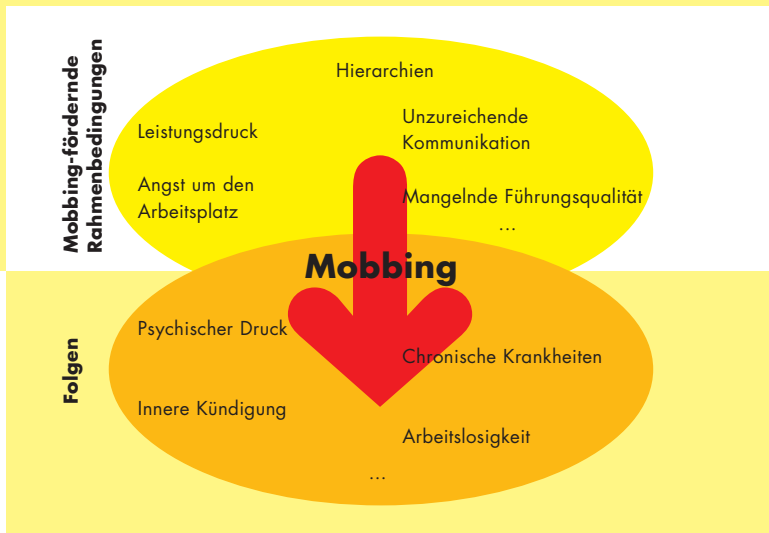 Mobbing-fördernde
Rahmenbedingungen
Hierarchien
Leistungsdruck
Unzureichende
Kommunikation
Angst um den
Arbeitsplatz
Mangelnde Führungsqualität
...
Mobbing
Folgen
Psychischer Druck
Chronische Krankheiten
Innere Kündigung
Arbeitslosigkeit
...